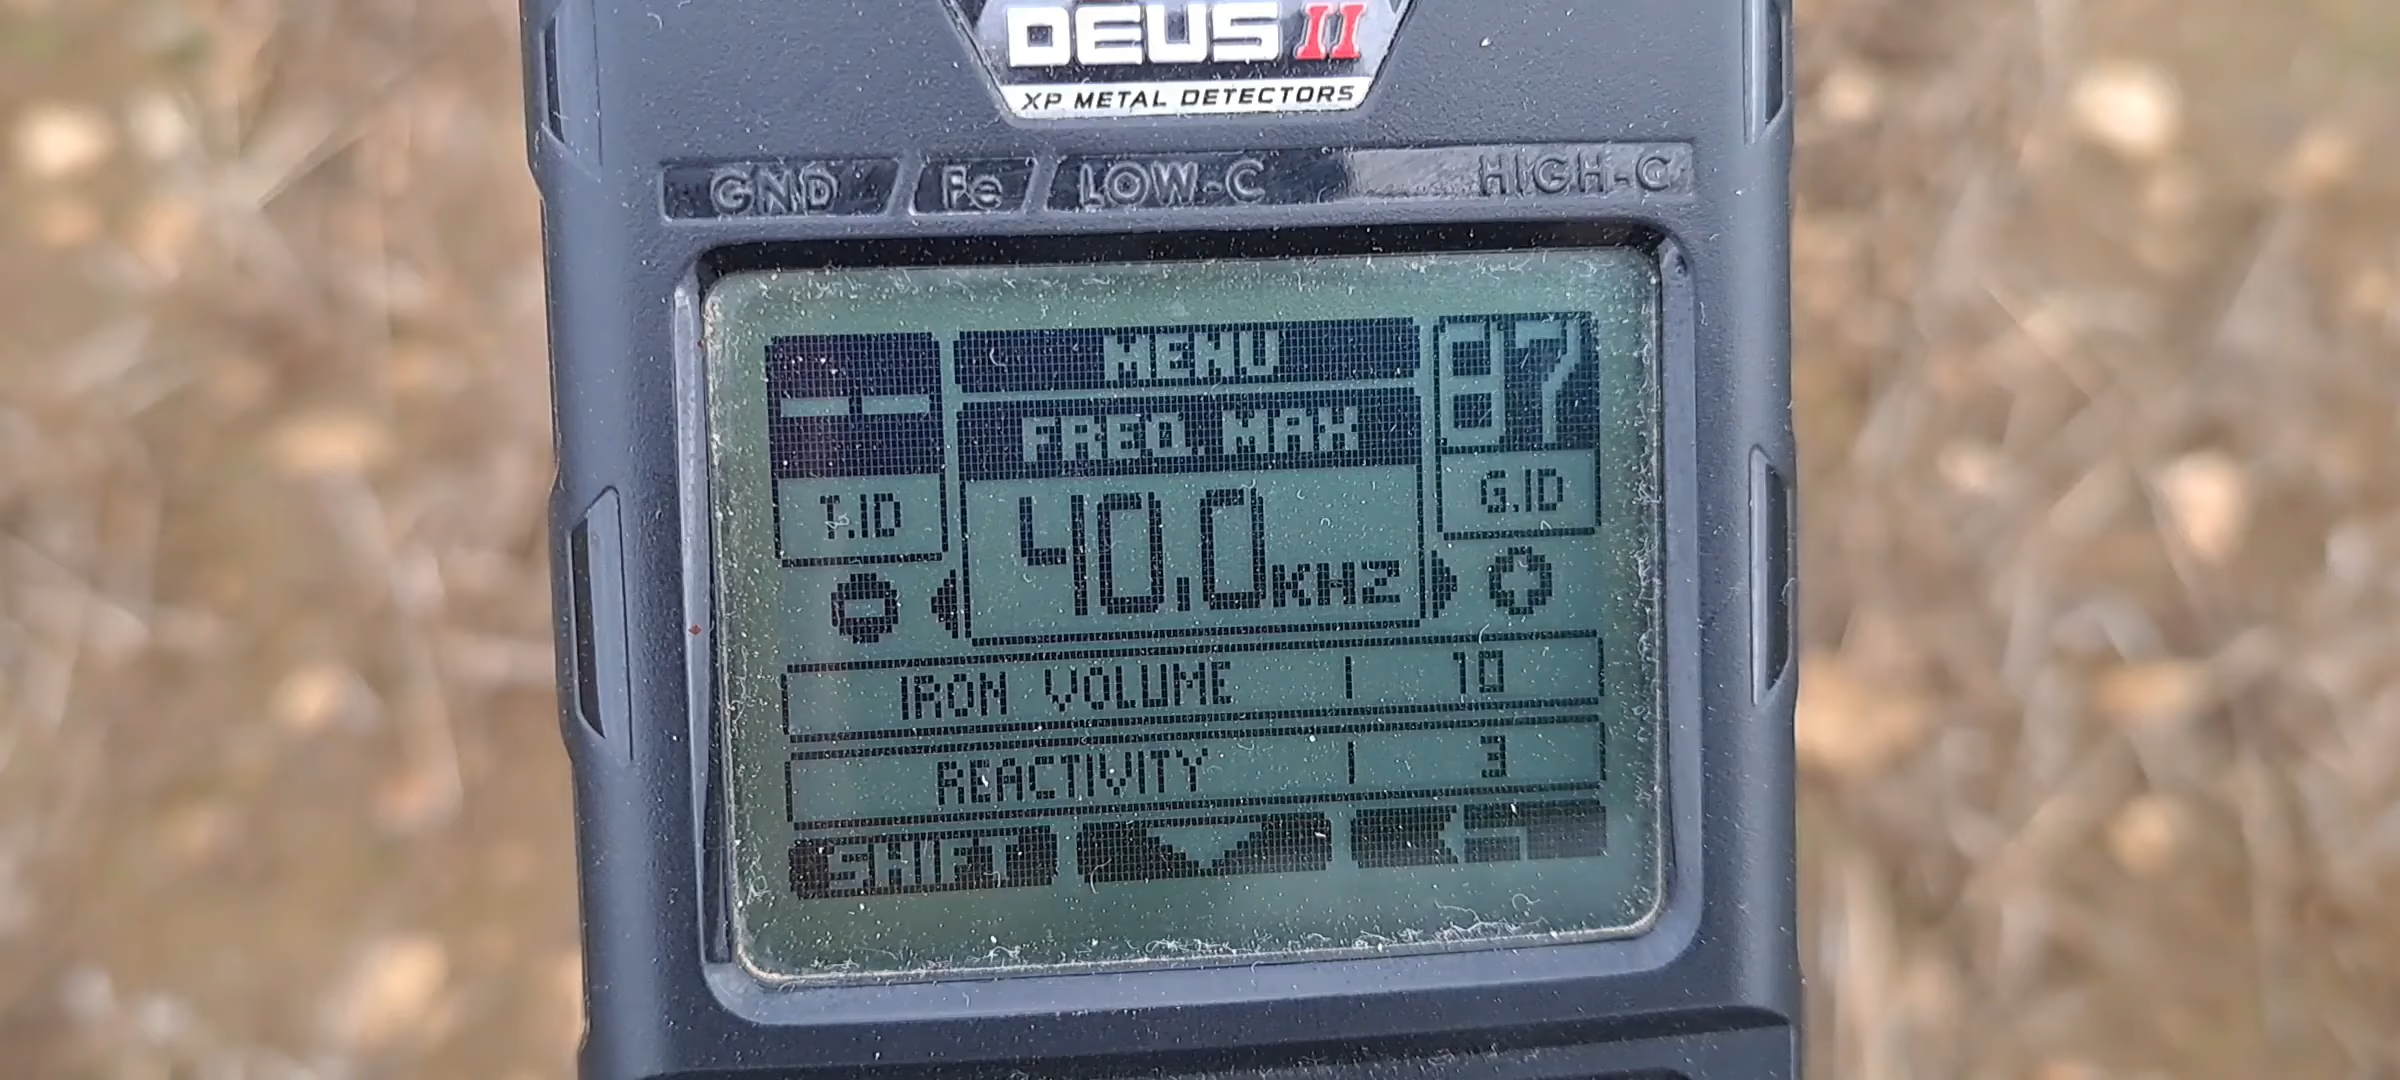 DEUS II
XP METAL DETECTORS
GND Fe LOW-C HIGH-C
MENU
-- FREQ. MAX 87
T.ID 40.0KHZ G.ID
IRON VOLUME | 10
REACTIVITY | 3
SHIFT